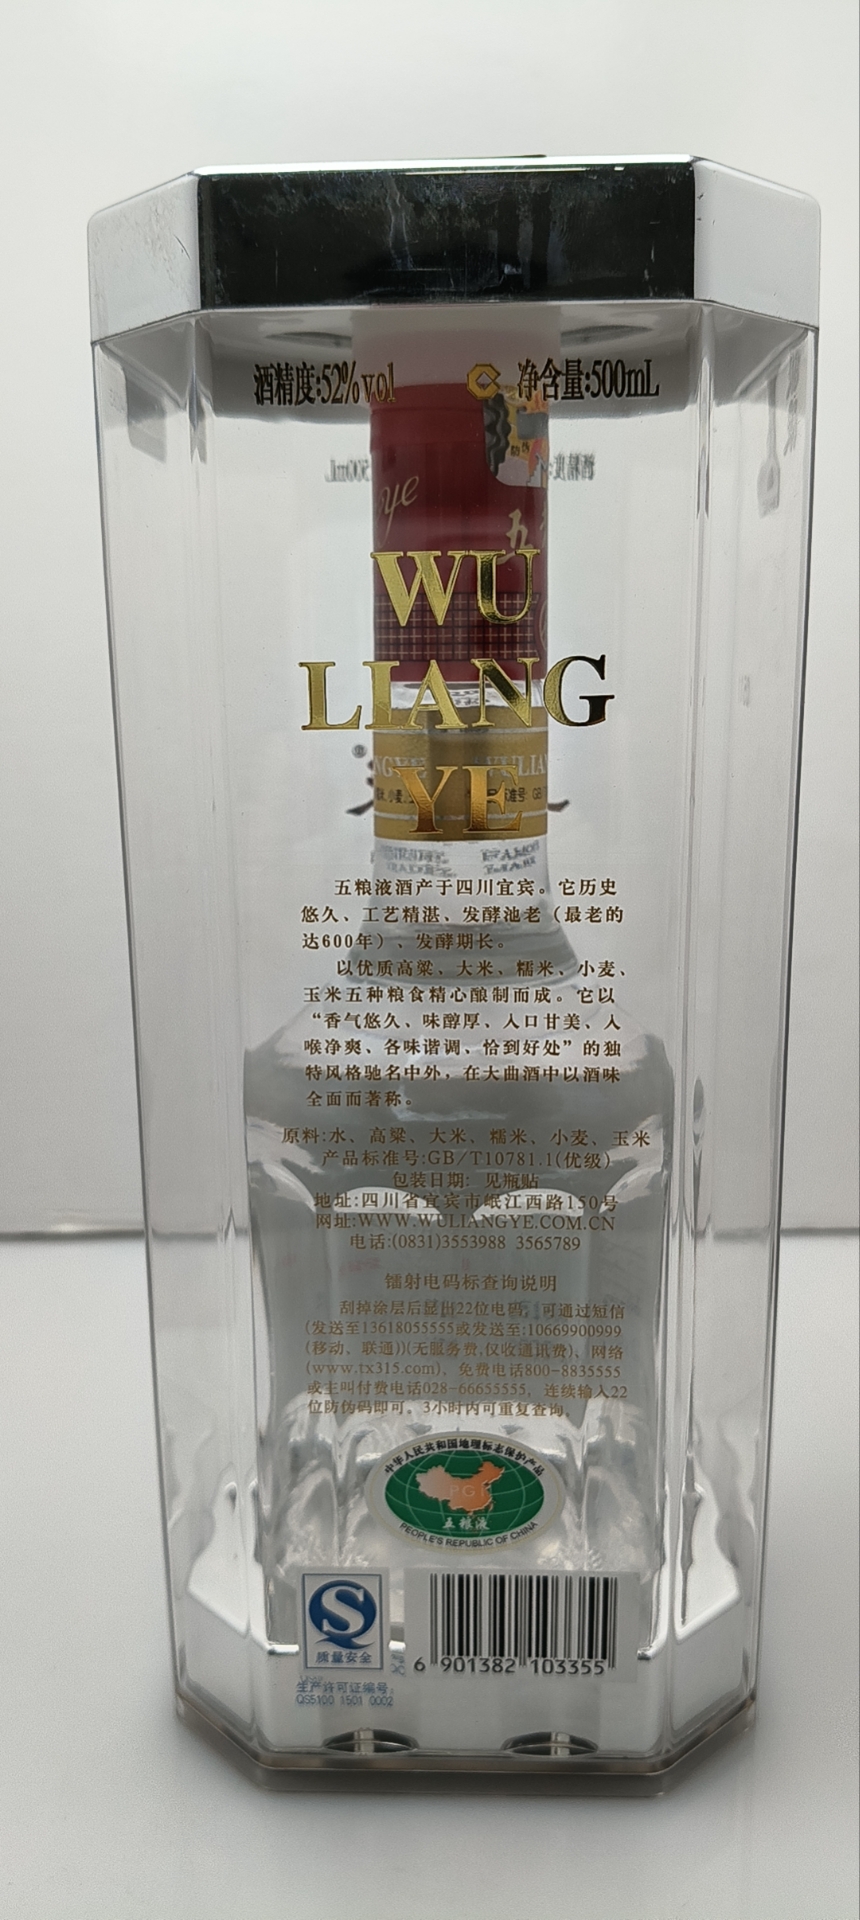 酒精度:52%vol 净含量:500mL
WU
LIANG
YE
五粮液酒产于四川宜宾。它历史
悠久、工艺精湛、发酵池老（最老的
达600年）、发酵期长。
以优质高粱、大米、糯米、小麦、
玉米五种粮食精心酿制而成。它以
“香气悠久、味醇厚、入口甘美、入
喉净爽、各味谐调、恰到好处”的独
特风格驰名中外，在大曲酒中以酒味
全面而著称。
原料:水、高粱、大米、糯米、小麦、玉米
产品标准号:GB/T10781.1(优级)
包装日期: 见瓶贴
地址:四川省宜宾市岷江西路150号
网址:WWW.WULIANGYE.COM.CN
电话:(0831)3553988 3565789
镭射电码标查询说明
刮掉涂层后显出22位电码，可通过短信
(发送至13618055555或发送至:10669900999
(移动、联通))(无服务费,仅收通讯费)、网络
(www.tx315.com)，免费电话800-8835555
或主叫付费电话028-66655555，连续输入22
位防伪码即可。3小时内可重复查询。
中华人民共和国地理标志保护产品
PGI
五粮液
PEOPLE'S REPUBLIC OF CHINA
质量安全
生产许可证编号:
QS5100 1501 0002
6 901382 103355